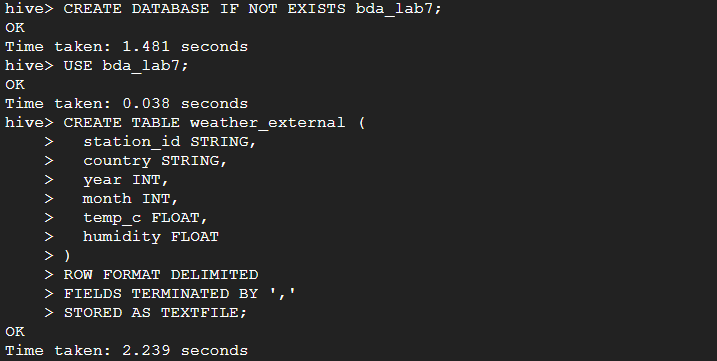 hive> CREATE DATABASE IF NOT EXISTS bda_lab7;
OK
Time taken: 1.481 seconds
hive> USE bda_lab7;
OK
Time taken: 0.038 seconds
hive> CREATE TABLE weather_external (
    >   station_id STRING,
    >   country STRING,
    >   year INT,
    >   month INT,
    >   temp_c FLOAT,
    >   humidity FLOAT
    > )
    > ROW FORMAT DELIMITED
    > FIELDS TERMINATED BY ','
    > STORED AS TEXTFILE;
OK
Time taken: 2.239 seconds